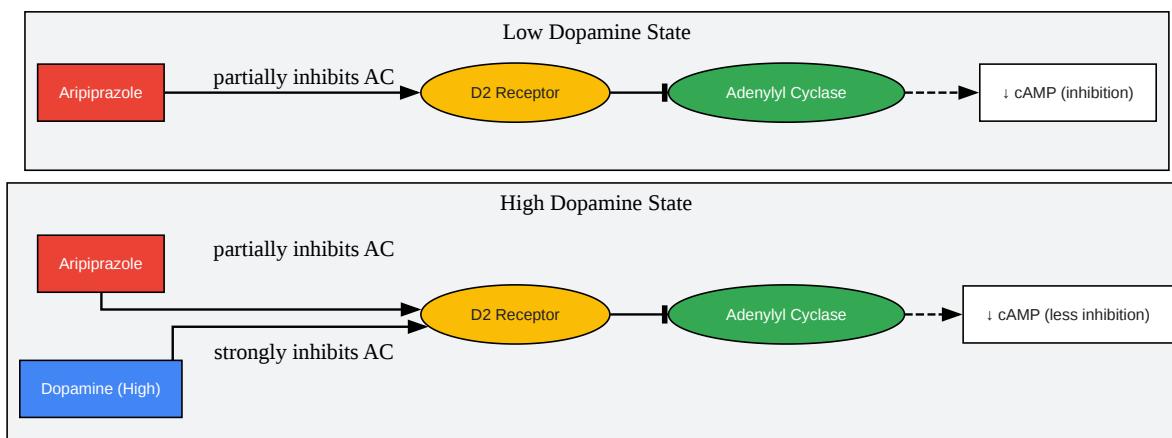 Low Dopamine State
Aripiprazole
partially inhibits AC
D2 Receptor
Adenylyl Cyclase
↓ cAMP (inhibition)
High Dopamine State
Aripiprazole
partially inhibits AC
D2 Receptor
Adenylyl Cyclase
↓ cAMP (less inhibition)
strongly inhibits AC
Dopamine (High)